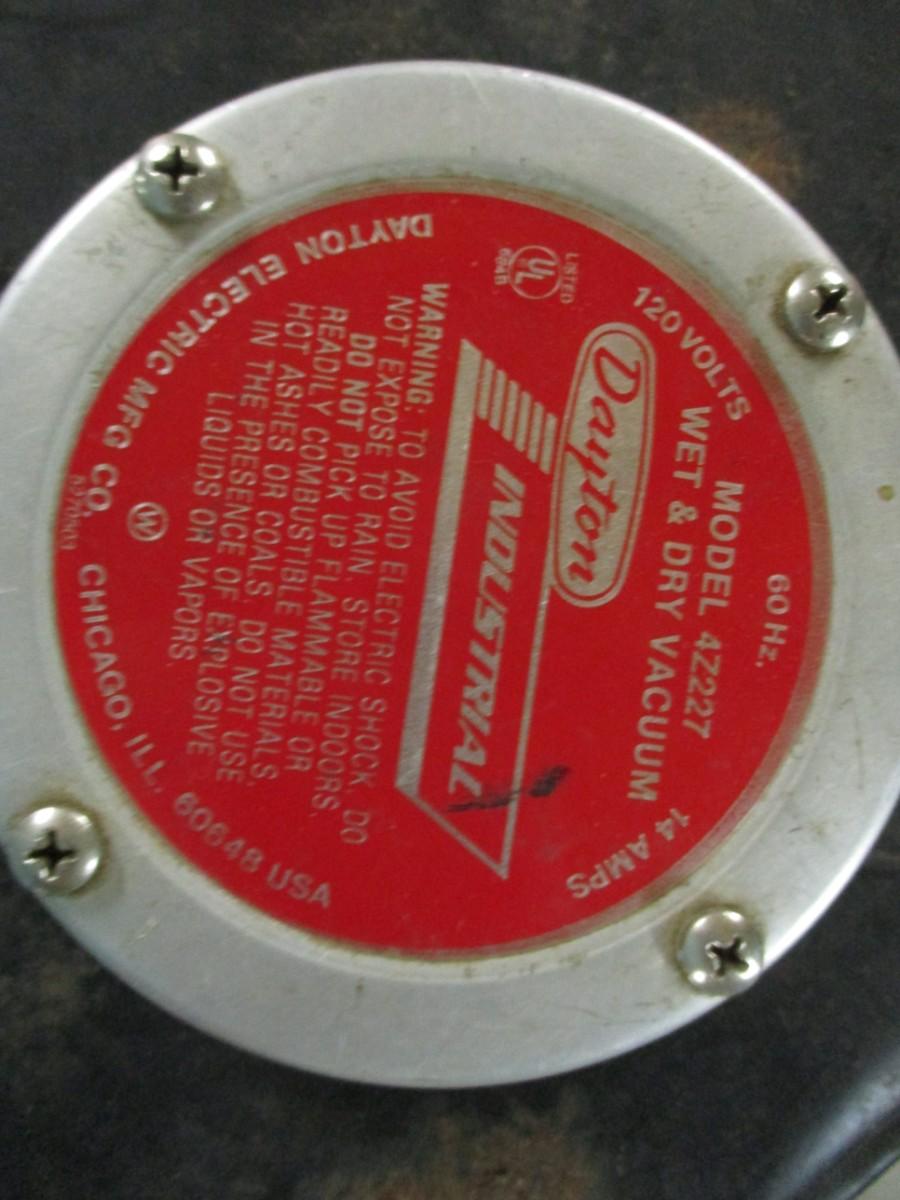 120 VOLTS 60 Hz. 14 AMPS
MODEL 4Z227
WET & DRY VACUUM
LISTED
UL
Dayton
INDUSTRIAL
WARNING: TO AVOID ELECTRIC SHOCK, DO
NOT EXPOSE TO RAIN. STORE INDOORS.
DO NOT PICK UP FLAMMABLE OR
READILY COMBUSTIBLE MATERIALS,
HOT ASHES OR COALS. DO NOT USE
IN THE PRESENCE OF EXPLOSIVE
LIQUIDS OR VAPORS.
W
DAYTON ELECTRIC MFG CO. CHICAGO, ILL. 60648 USA